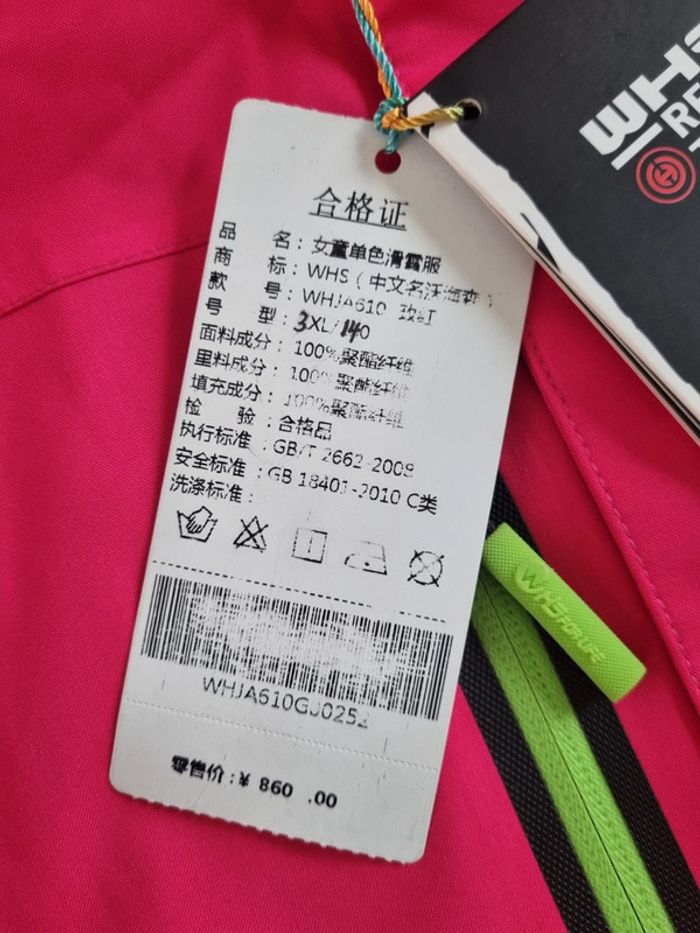 WHS
合格证
品 名：女童单色滑雪服
商 标：WHS（中文名沃海森）
款 号：WHJA610 玫红
号 型：3XL/140
面料成分：100%聚酯纤维
里料成分：100%聚酯纤维
填充成分：100%聚酯纤维
检 验：合格品
执行标准：GB/T 2662-2008
安全标准：GB 18401-2010 C类
洗涤标准：
WHJA610GJ0252
零售价：¥ 860 .00